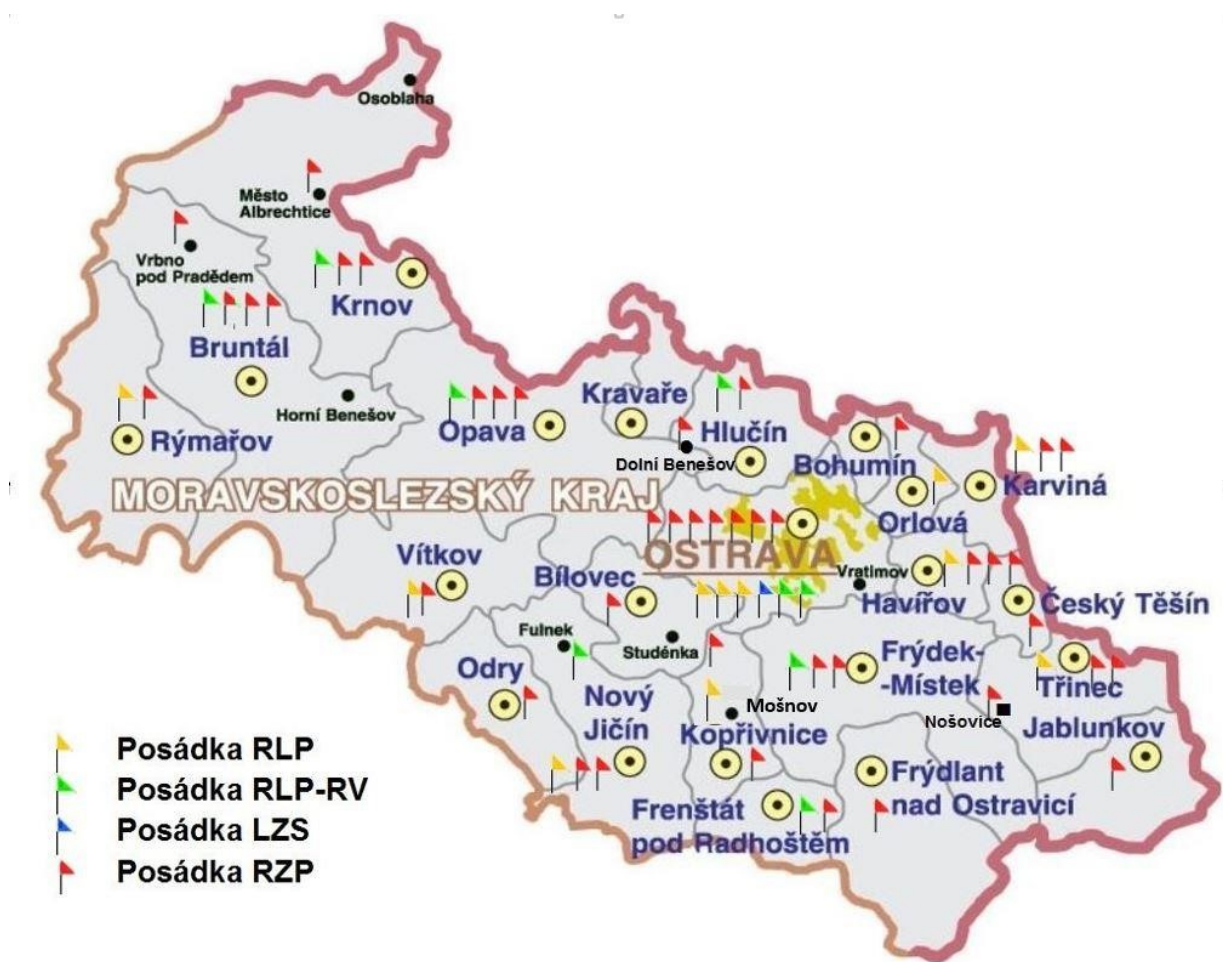 Osoblaha
Město
Albrechtice
Vrbno
pod Pradědem
Krnov
Bruntál
Horní Benešov
Rýmařov
Opava
Kravaře
Hlučín
Dolní Benešov
Bohumín
Karviná
Orlová
MORAVSKOSLEZSKÝ KRAJ
OSTRAVA
Vítkov
Bílovec
Vratimov
Havířov
Český Těšín
Fulnek
Studénka
Odry
Nový
Jičín
Frýdek-
-Místek
Třinec
Mošnov
Nošovice
Kopřivnice
Jablunkov
Frýdlant
nad Ostravicí
Frenštát
pod Radhoštěm
Posádka RLP
Posádka RLP-RV
Posádka LZS
Posádka RZP